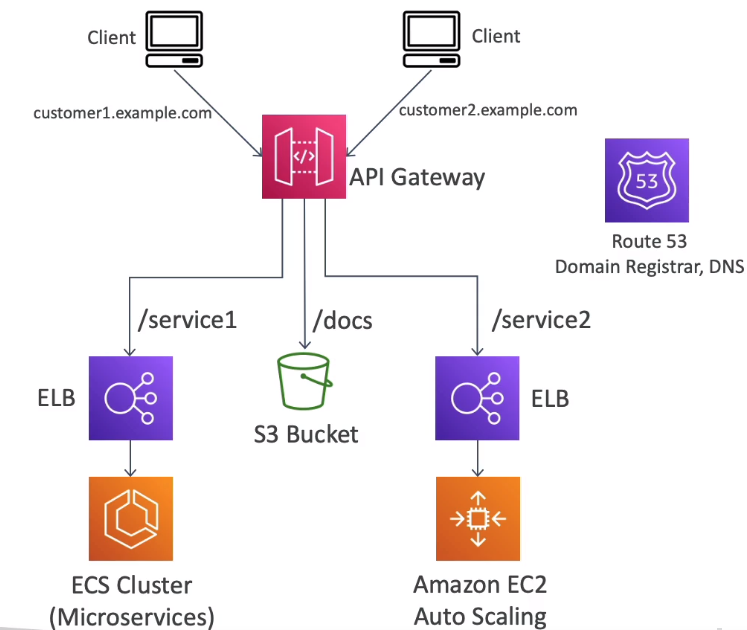 Client
Client
customer1.example.com
customer2.example.com
</>
API Gateway
53
Route 53
Domain Registrar, DNS
/service1
/docs
/service2
ELB
S3 Bucket
ELB
ECS Cluster
(Microservices)
Amazon EC2
Auto Scaling